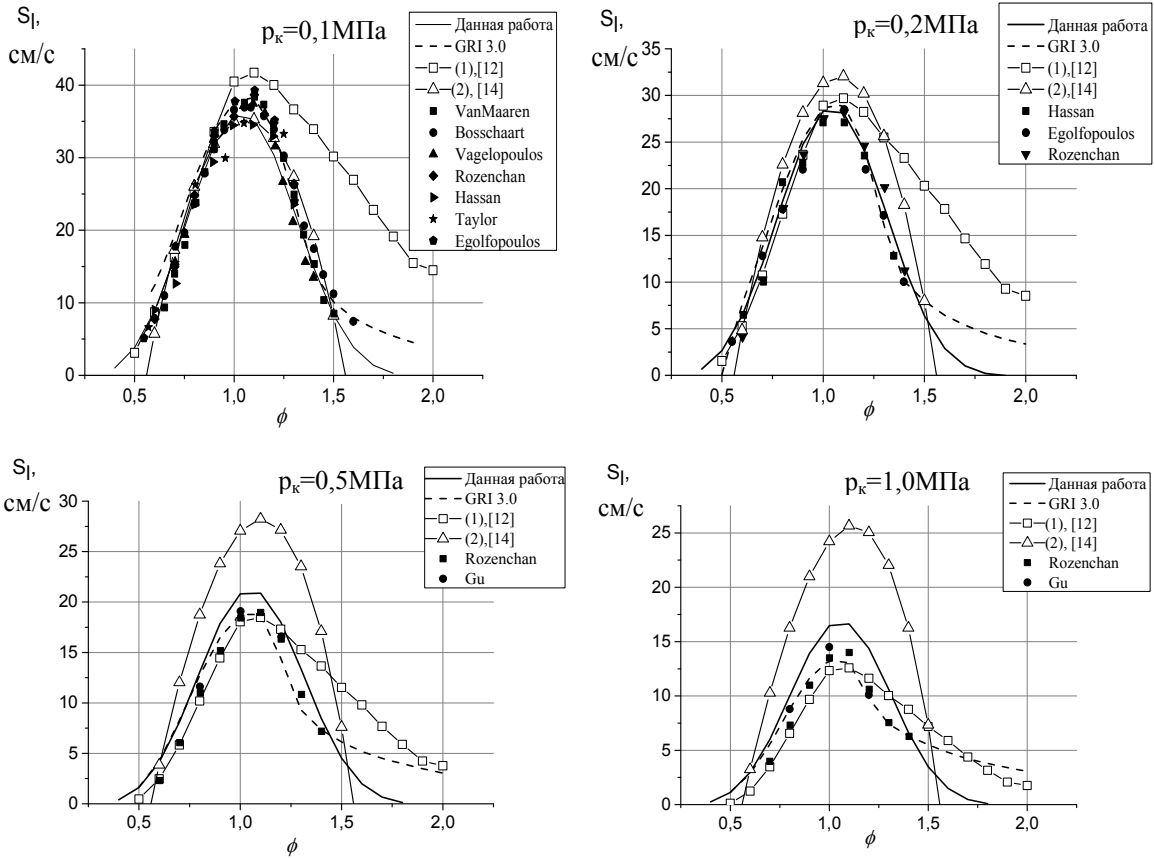 S_l,
см/с
p_к=0,1МПа
Данная работа
GRI 3.0
(1),[12]
(2), [14]
VanMaaren
Bosschaart
Vagelopoulos
Rozenchan
Hassan
Taylor
Egolfopoulos
40
30
20
10
0
0,5
1,0
1,5
2,0
ϕ
S_l,
см/с
p_к=0,2МПа
Данная работа
GRI 3.0
(1),[12]
(2), [14]
Hassan
Egolfopoulos
Rozenchan
35
30
25
20
15
10
5
0
0,5
1,0
1,5
2,0
ϕ
S_l,
см/с
p_к=0,5МПа
Данная работа
GRI 3.0
(1),[12]
(2),[14]
Rozenchan
Gu
30
25
20
15
10
5
0
0,5
1,0
1,5
2,0
ϕ
S_l,
см/с
p_к=1,0МПа
Данная работа
GRI 3.0
(1), [12]
(2), [14]
Rozenchan
Gu
25
20
15
10
5
0
0,5
1,0
1,5
2,0
ϕ